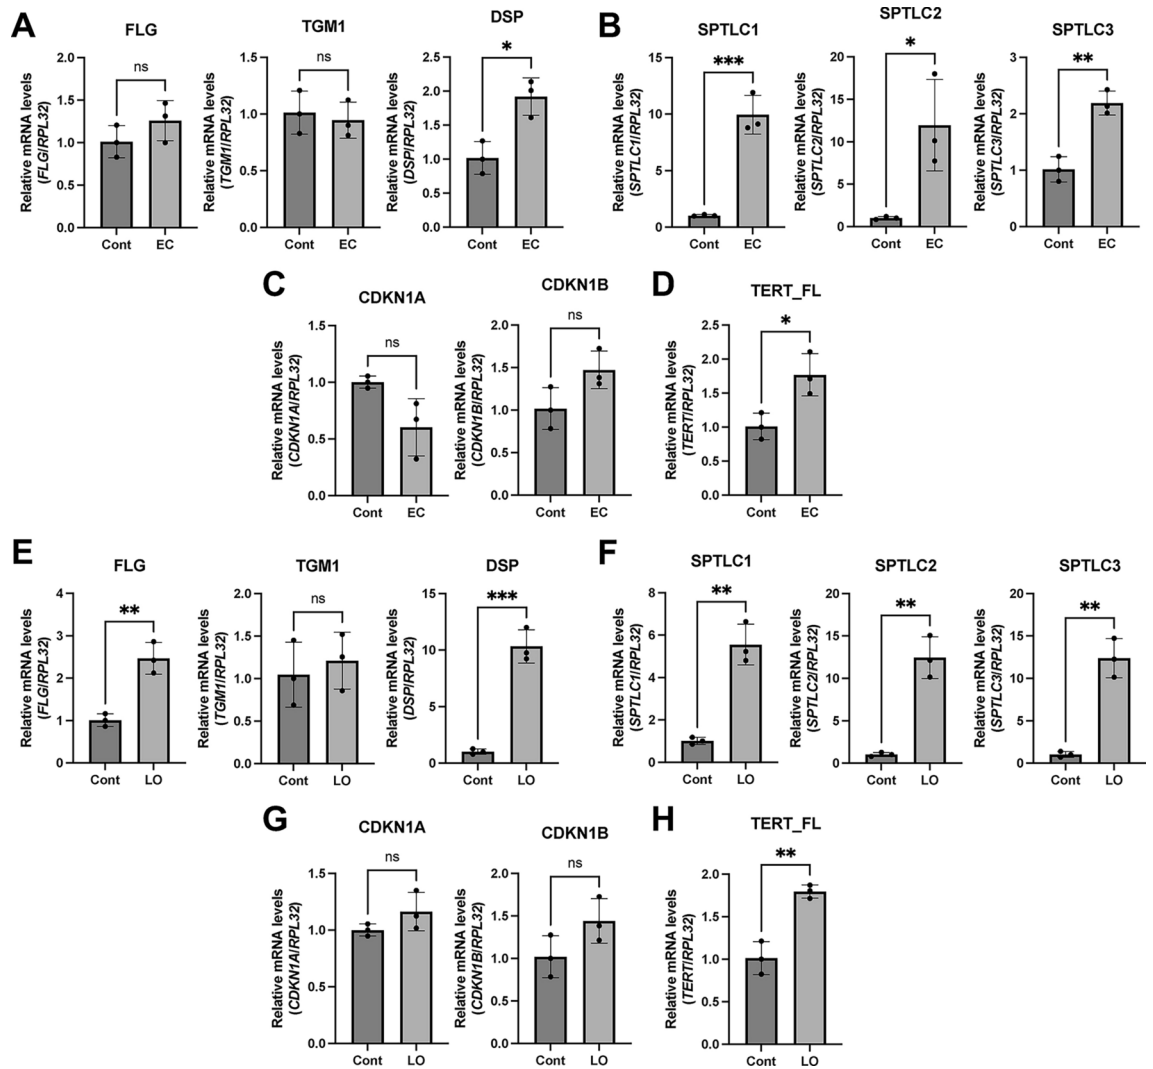 A
FLG
Relative mRNA levels
(FLG/RPL32)
2.0
1.5
1.0
0.5
0.0
ns
Cont
EC
TGM1
Relative mRNA levels
(TGM1/RPL32)
1.5
1.0
0.5
0.0
ns
Cont
EC
DSP
Relative mRNA levels
(DSP/RPL32)
2.5
2.0
1.5
1.0
0.5
0.0
*
Cont
EC
B
SPTLC1
Relative mRNA levels
(SPTLC1/RPL32)
15
10
5
0
***
Cont
EC
SPTLC2
Relative mRNA levels
(SPTLC2/RPL32)
20
15
10
5
0
*
Cont
EC
SPTLC3
Relative mRNA levels
(SPTLC3/RPL32)
3
2
1
0
**
Cont
EC
C
CDKN1A
Relative mRNA levels
(CDKN1A/RPL32)
1.5
1.0
0.5
0.0
ns
Cont
EC
CDKN1B
Relative mRNA levels
(CDKN1B/RPL32)
2.0
1.5
1.0
0.5
0.0
ns
Cont
EC
D
TERT_FL
Relative mRNA levels
(TERT/RPL32)
2.5
2.0
1.5
1.0
0.5
0.0
*
Cont
EC
E
FLG
Relative mRNA levels
(FLG/RPL32)
4
3
2
1
0
**
Cont
LO
TGM1
Relative mRNA levels
(TGM1/RPL32)
2.0
1.5
1.0
0.5
0.0
ns
Cont
LO
DSP
Relative mRNA levels
(DSP/RPL32)
15
10
5
0
***
Cont
LO
F
SPTLC1
Relative mRNA levels
(SPTLC1/RPL32)
8
6
4
2
0
**
Cont
LO
SPTLC2
Relative mRNA levels
(SPTLC2/RPL32)
20
15
10
5
0
**
Cont
LO
SPTLC3
Relative mRNA levels
(SPTLC3/RPL32)
20
15
10
5
0
**
Cont
LO
G
CDKN1A
Relative mRNA levels
(CDKN1A/RPL32)
1.5
1.0
0.5
0.0
ns
Cont
LO
CDKN1B
Relative mRNA levels
(CDKN1B/RPL32)
2.0
1.5
1.0
0.5
0.0
ns
Cont
LO
H
TERT_FL
Relative mRNA levels
(TERT/RPL32)
2.0
1.5
1.0
0.5
0.0
**
Cont
LO